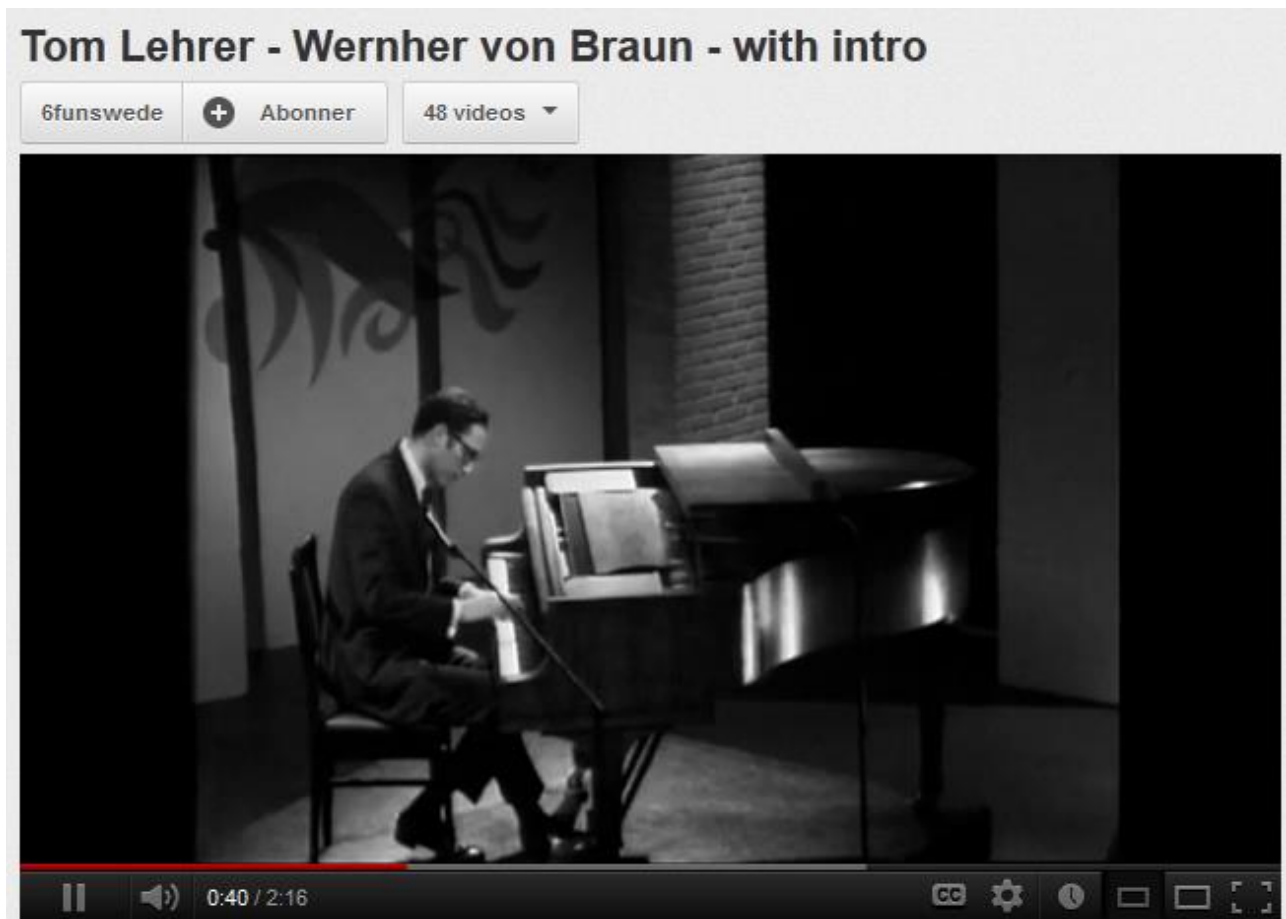 Tom Lehrer - Wernher von Braun - with intro
6funswede Abonner 48 videos
0:40 / 2:16 CC